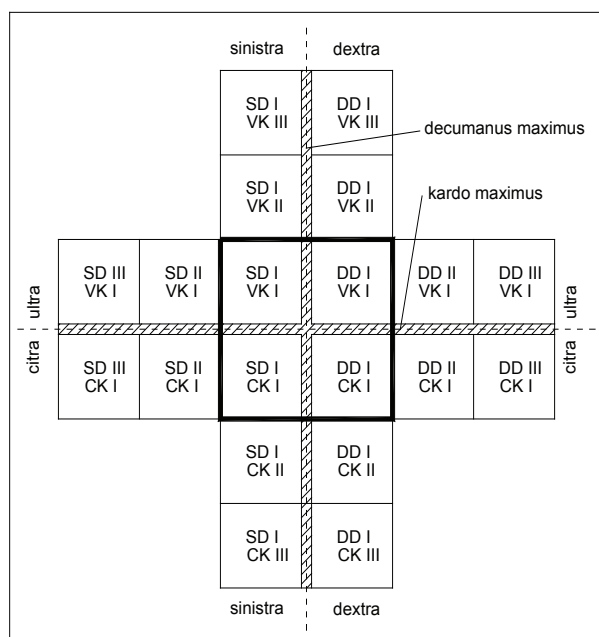 sinistra dextra
SD I DD I
VK III VK III
decumanus maximus
SD I DD I
VK II VK II
kardo maximus
ultra SD III SD II SD I DD I DD II DD III ultra
VK I VK I VK I VK I VK I VK I
citra SD III SD II SD I DD I DD II DD III citra
CK I CK I CK I CK I CK I CK I
SD I DD I
CK II CK II
SD I DD I
CK III CK III
sinistra dextra